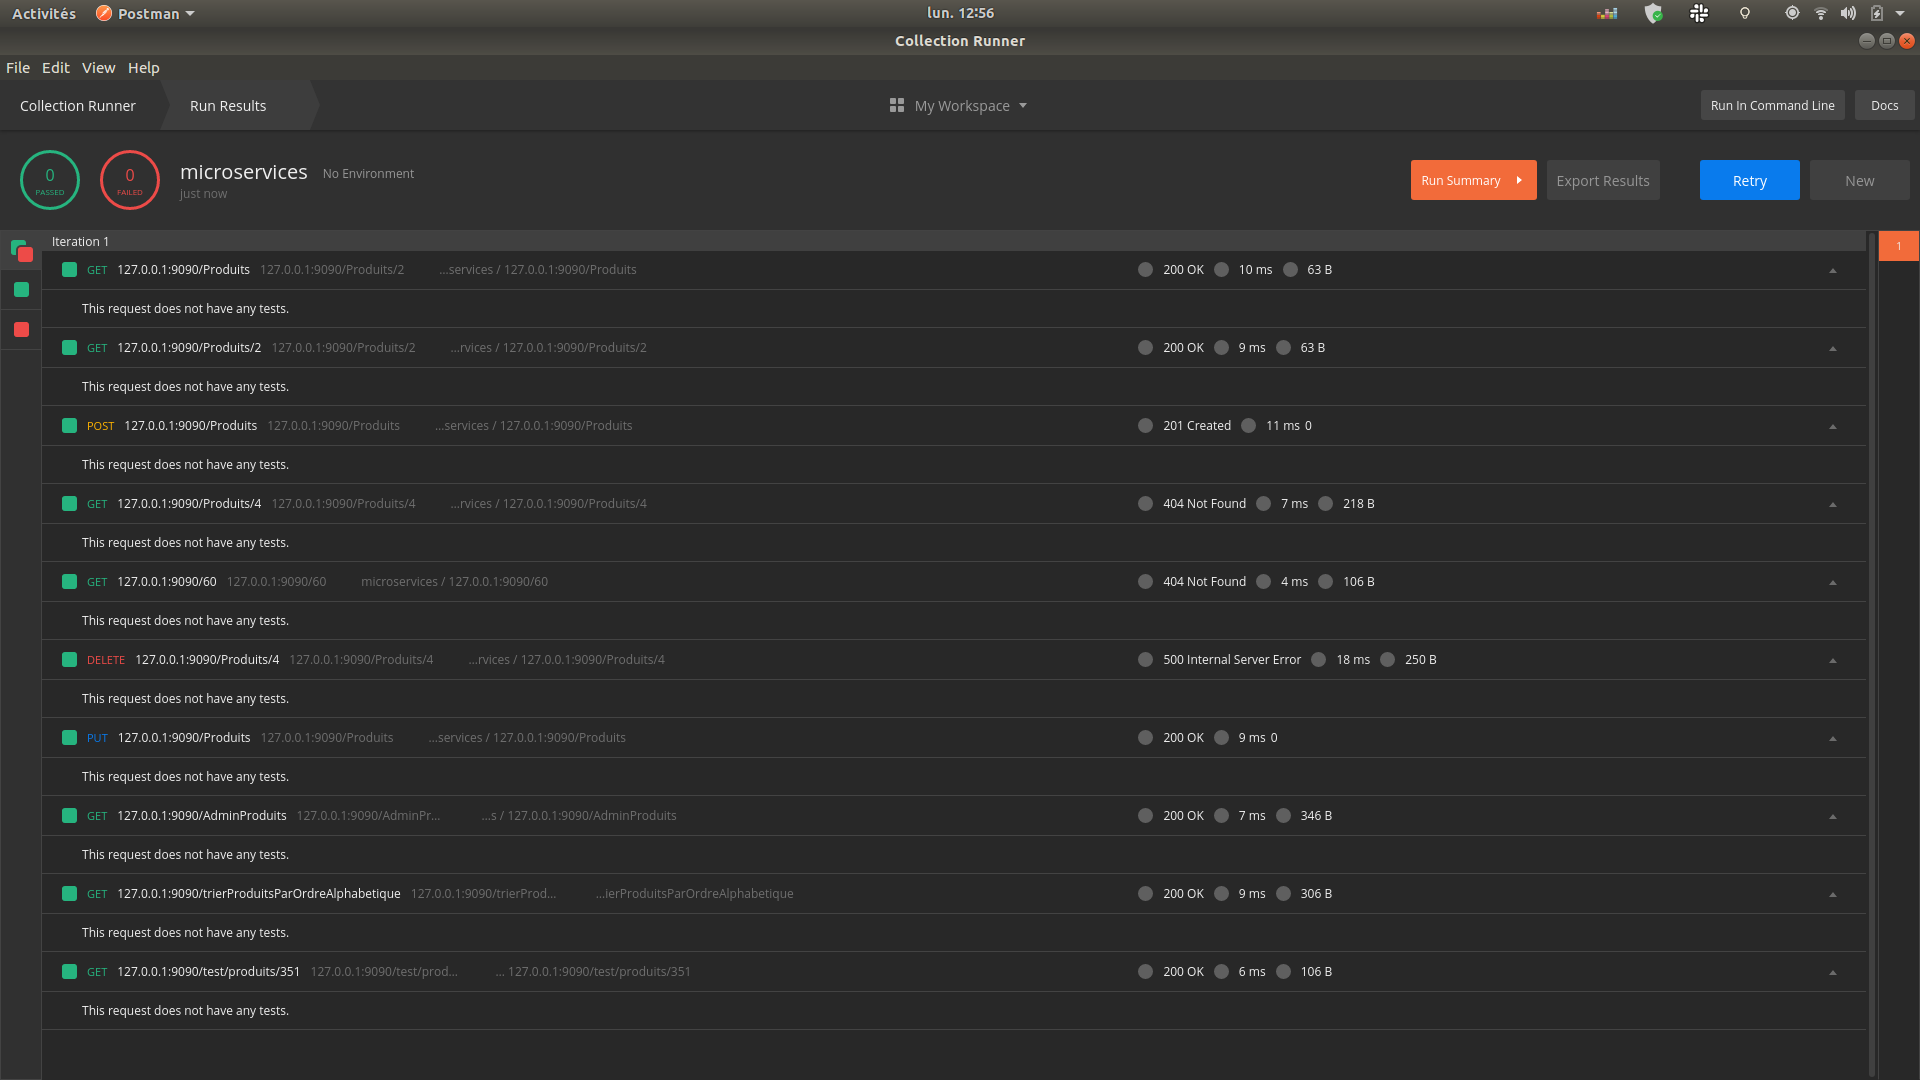 Activités Postman lun. 12:56
Collection Runner
File Edit View Help
Collection Runner Run Results My Workspace Run In Command Line Docs
0 PASSED 0 FAILED microservices No Environment Run Summary Export Results Retry New
just now
Iteration 1 1
GET 127.0.0.1:9090/Produits 127.0.0.1:9090/Produits/2 ...services / 127.0.0.1:9090/Produits 200 OK 10 ms 63 B
This request does not have any tests.
GET 127.0.0.1:9090/Produits/2 127.0.0.1:9090/Produits/2 ...rvices / 127.0.0.1:9090/Produits/2 200 OK 9 ms 63 B
This request does not have any tests.
POST 127.0.0.1:9090/Produits 127.0.0.1:9090/Produits ...services / 127.0.0.1:9090/Produits 201 Created 11 ms 0
This request does not have any tests.
GET 127.0.0.1:9090/Produits/4 127.0.0.1:9090/Produits/4 ...rvices / 127.0.0.1:9090/Produits/4 404 Not Found 7 ms 218 B
This request does not have any tests.
GET 127.0.0.1:9090/60 127.0.0.1:9090/60 microservices / 127.0.0.1:9090/60 404 Not Found 4 ms 106 B
This request does not have any tests.
DELETE 127.0.0.1:9090/Produits/4 127.0.0.1:9090/Produits/4 ...rvices / 127.0.0.1:9090/Produits/4 500 Internal Server Error 18 ms 250 B
This request does not have any tests.
PUT 127.0.0.1:9090/Produits 127.0.0.1:9090/Produits ...services / 127.0.0.1:9090/Produits 200 OK 9 ms 0
This request does not have any tests.
GET 127.0.0.1:9090/AdminProduits 127.0.0.1:9090/AdminPr... ...s / 127.0.0.1:9090/AdminProduits 200 OK 7 ms 346 B
This request does not have any tests.
GET 127.0.0.1:9090/trierProduitsParOrdreAlphabetique 127.0.0.1:9090/trierProd... ...ierProduitsParOrdreAlphabetique 200 OK 9 ms 306 B
This request does not have any tests.
GET 127.0.0.1:9090/test/produits/351 127.0.0.1:9090/test/prod... ... 127.0.0.1:9090/test/produits/351 200 OK 6 ms 106 B
This request does not have any tests.